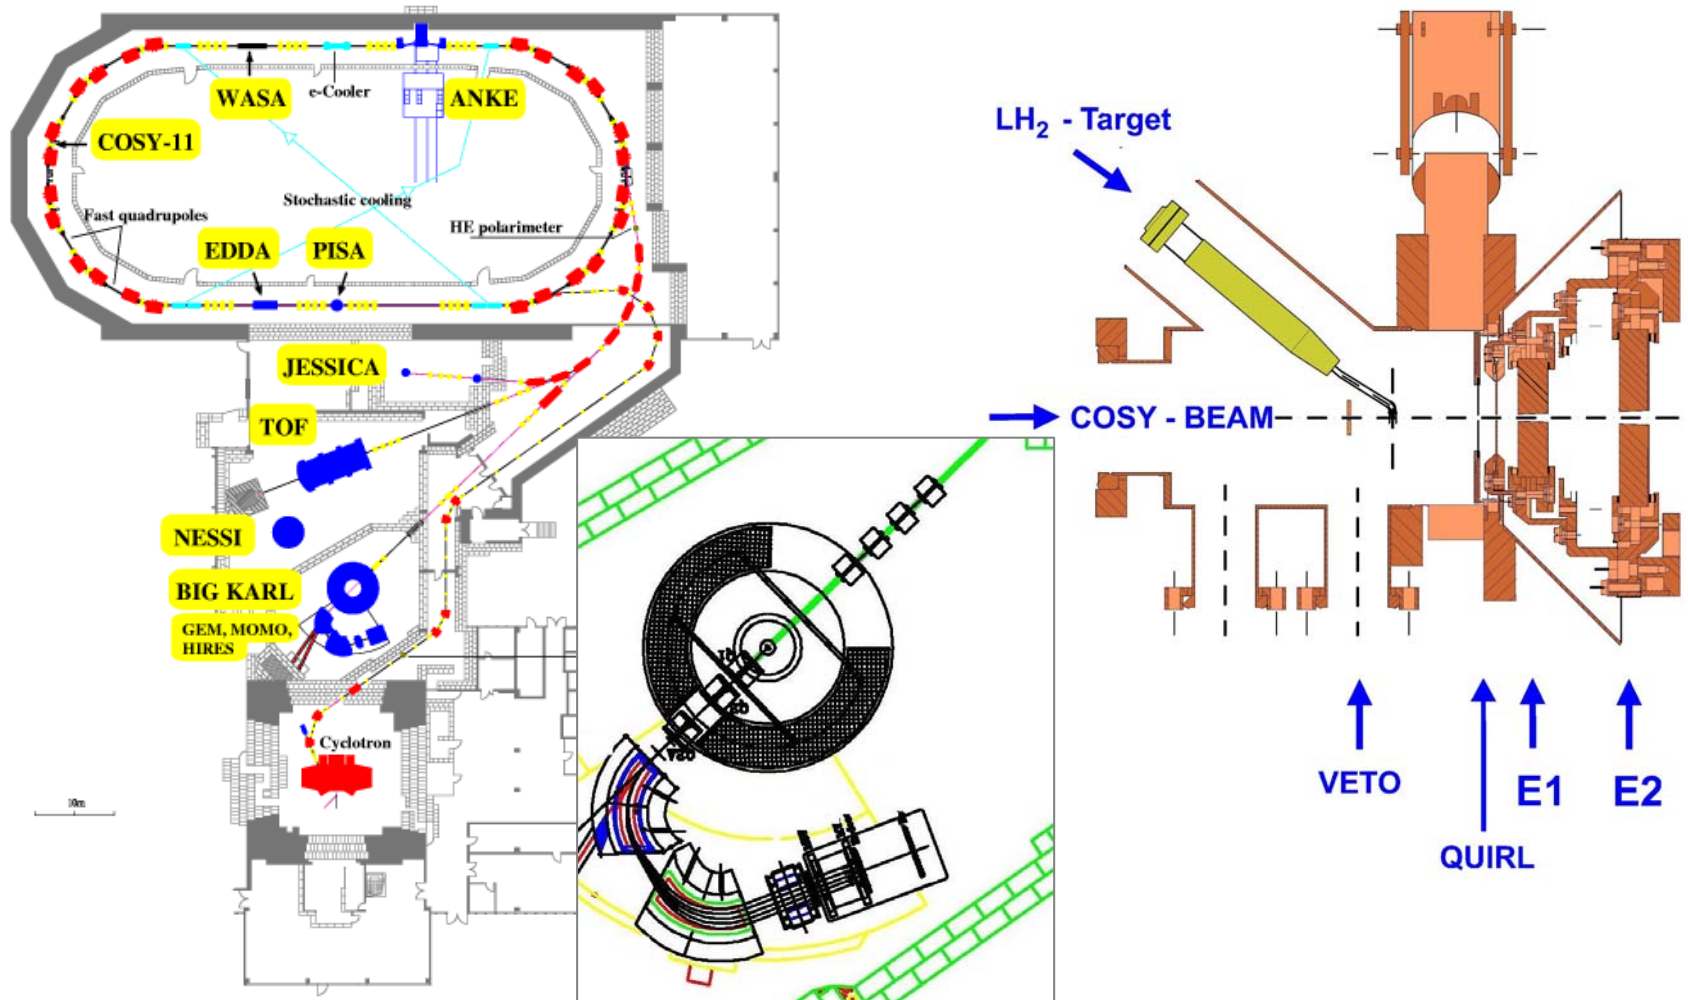 WASA
e-Cooler
ANKE
COSY-11
Stochastic cooling
Fast quadrupoles
HE polarimeter
EDDA
PISA
JESSICA
TOF
NESSI
BIG KARL
GEM, MOMO,
HIRES
Cyclotron
10m
LH2 - Target
COSY - BEAM
VETO
E1
E2
QUIRL